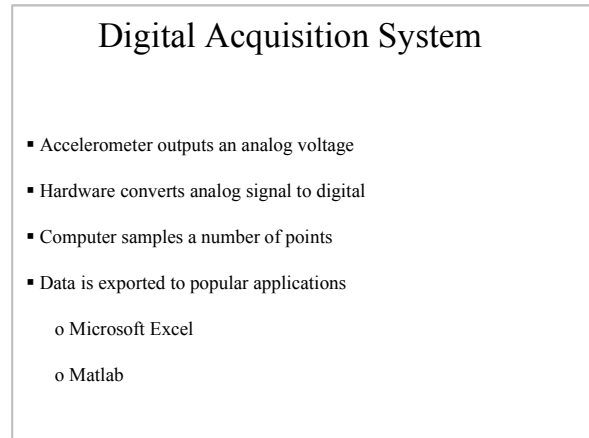 Digital Acquisition System
▪ Accelerometer outputs an analog voltage
▪ Hardware converts analog signal to digital
▪ Computer samples a number of points
▪ Data is exported to popular applications
o Microsoft Excel
o Matlab